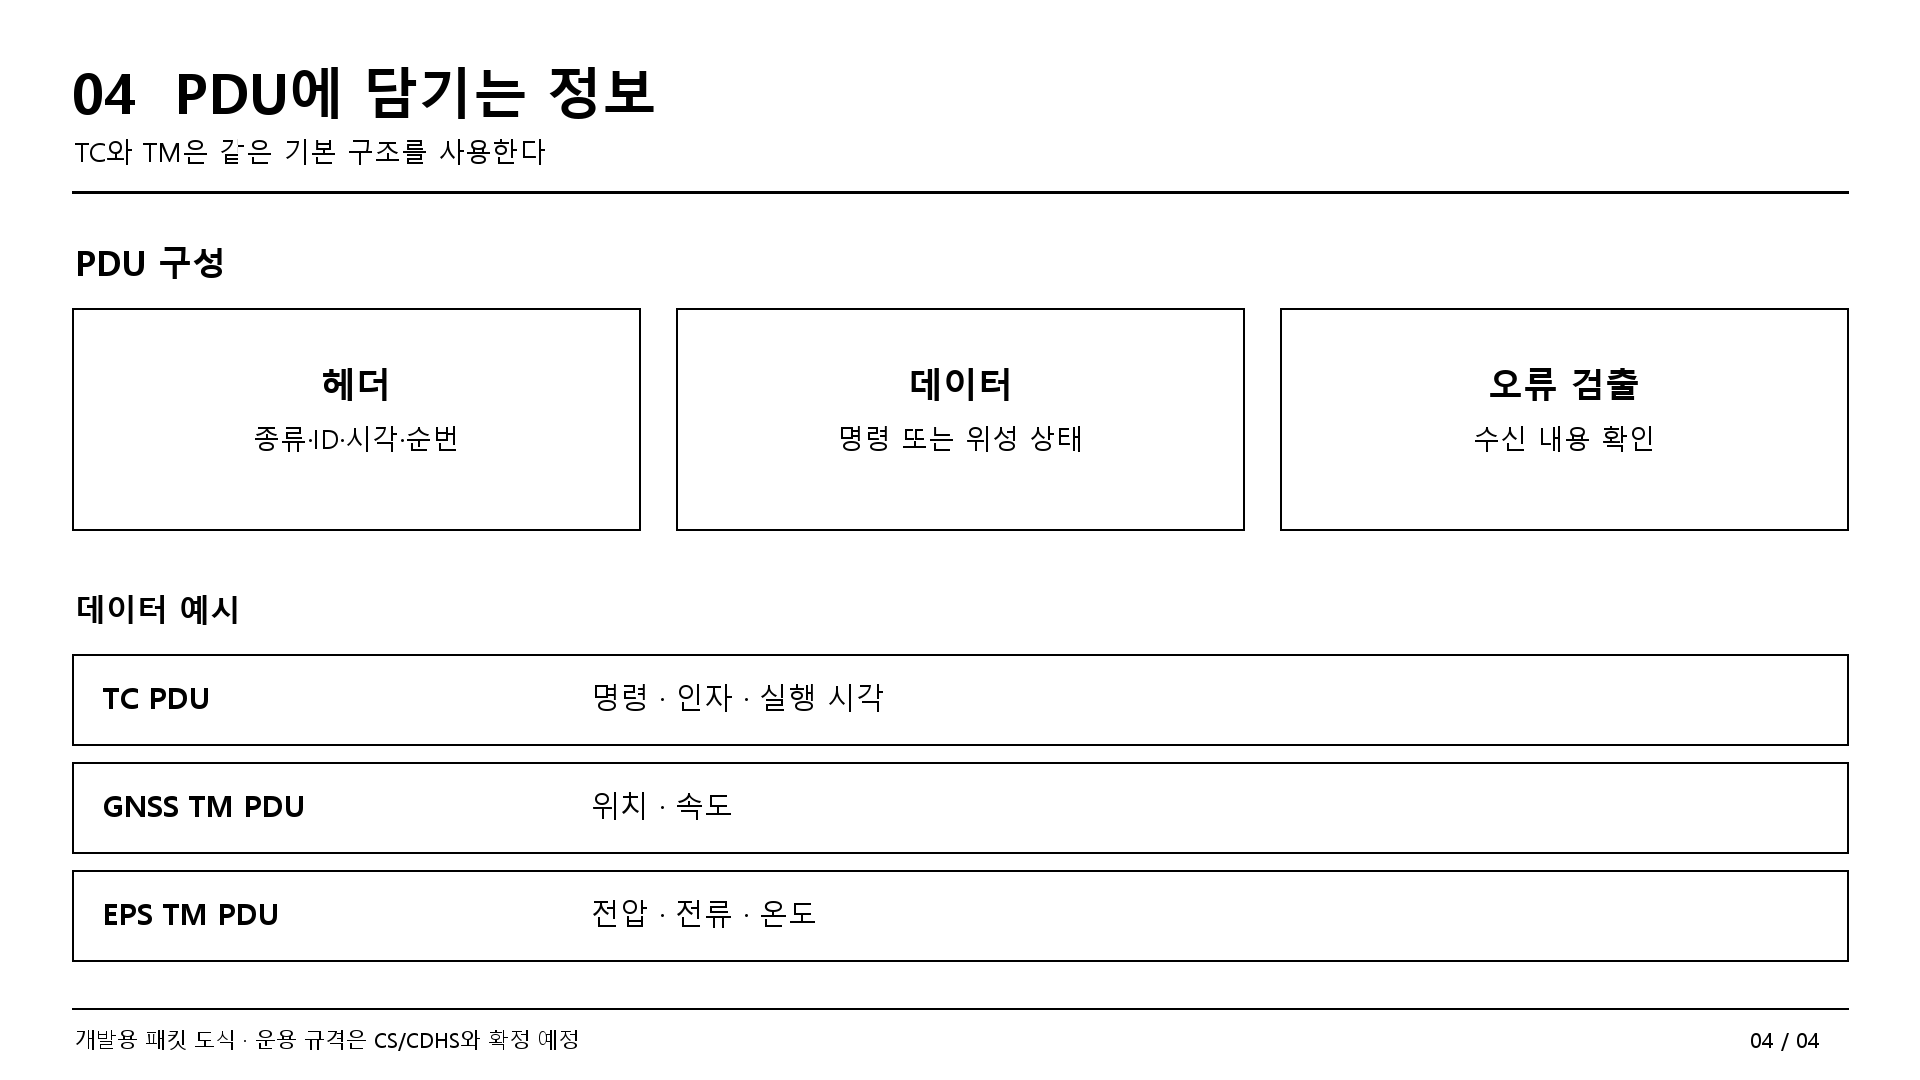 04 PDU에 담기는 정보
TC와 TM은 같은 기본 구조를 사용한다
PDU 구성
헤더
종류·ID·시각·순번
데이터
명령 또는 위성 상태
오류 검출
수신 내용 확인
데이터 예시
TC PDU 명령 · 인자 · 실행 시각
GNSS TM PDU 위치 · 속도
EPS TM PDU 전압 · 전류 · 온도
개발용 패킷 도식 · 운용 규격은 CS/CDHS와 확정 예정
04 / 04